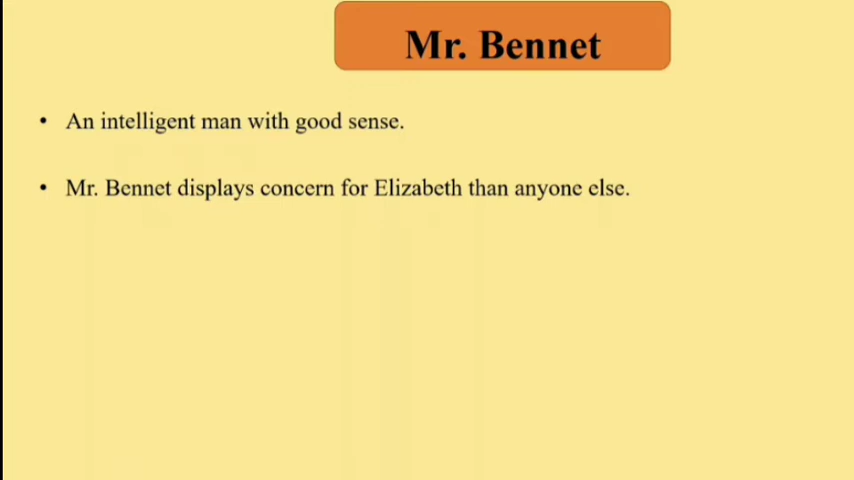 Mr. Bennet
• An intelligent man with good sense.
• Mr. Bennet displays concern for Elizabeth than anyone else.